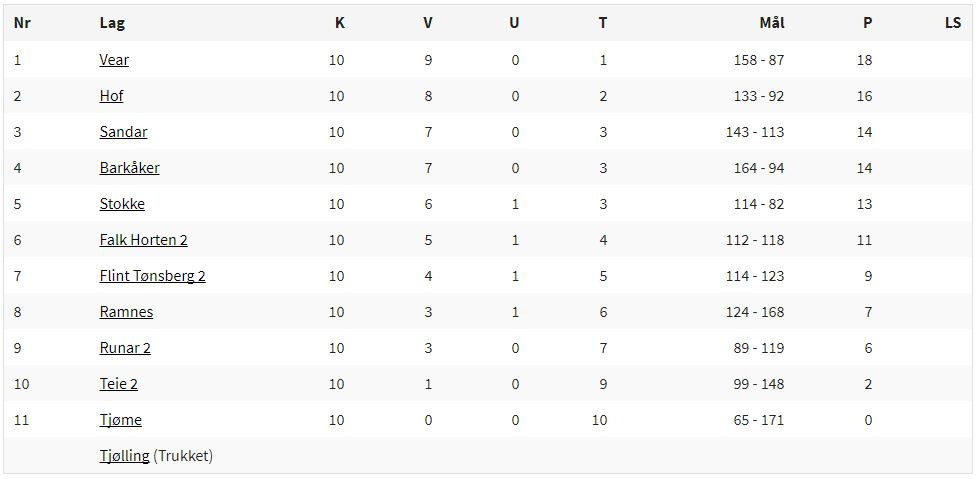 Nr Lag K V U T Mål P LS
1 Vear 10 9 0 1 158 - 87 18
2 Hof 10 8 0 2 133 - 92 16
3 Sandar 10 7 0 3 143 - 113 14
4 Barkåker 10 7 0 3 164 - 94 14
5 Stokke 10 6 1 3 114 - 82 13
6 Falk Horten 2 10 5 1 4 112 - 118 11
7 Flint Tønsberg 2 10 4 1 5 114 - 123 9
8 Ramnes 10 3 1 6 124 - 168 7
9 Runar 2 10 3 0 7 89 - 119 6
10 Teie 2 10 1 0 9 99 - 148 2
11 Tjøme 10 0 0 10 65 - 171 0
Tjølling (Trukket)